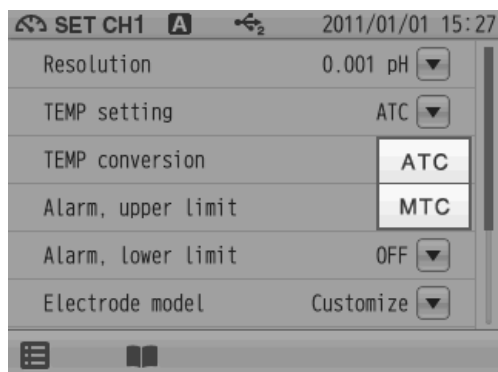 SET CH1 A 2 2011/01/01 15:27
Resolution 0.001 pH
TEMP setting ATC
TEMP conversion ATC
Alarm, upper limit MTC
Alarm, lower limit OFF
Electrode model Customize